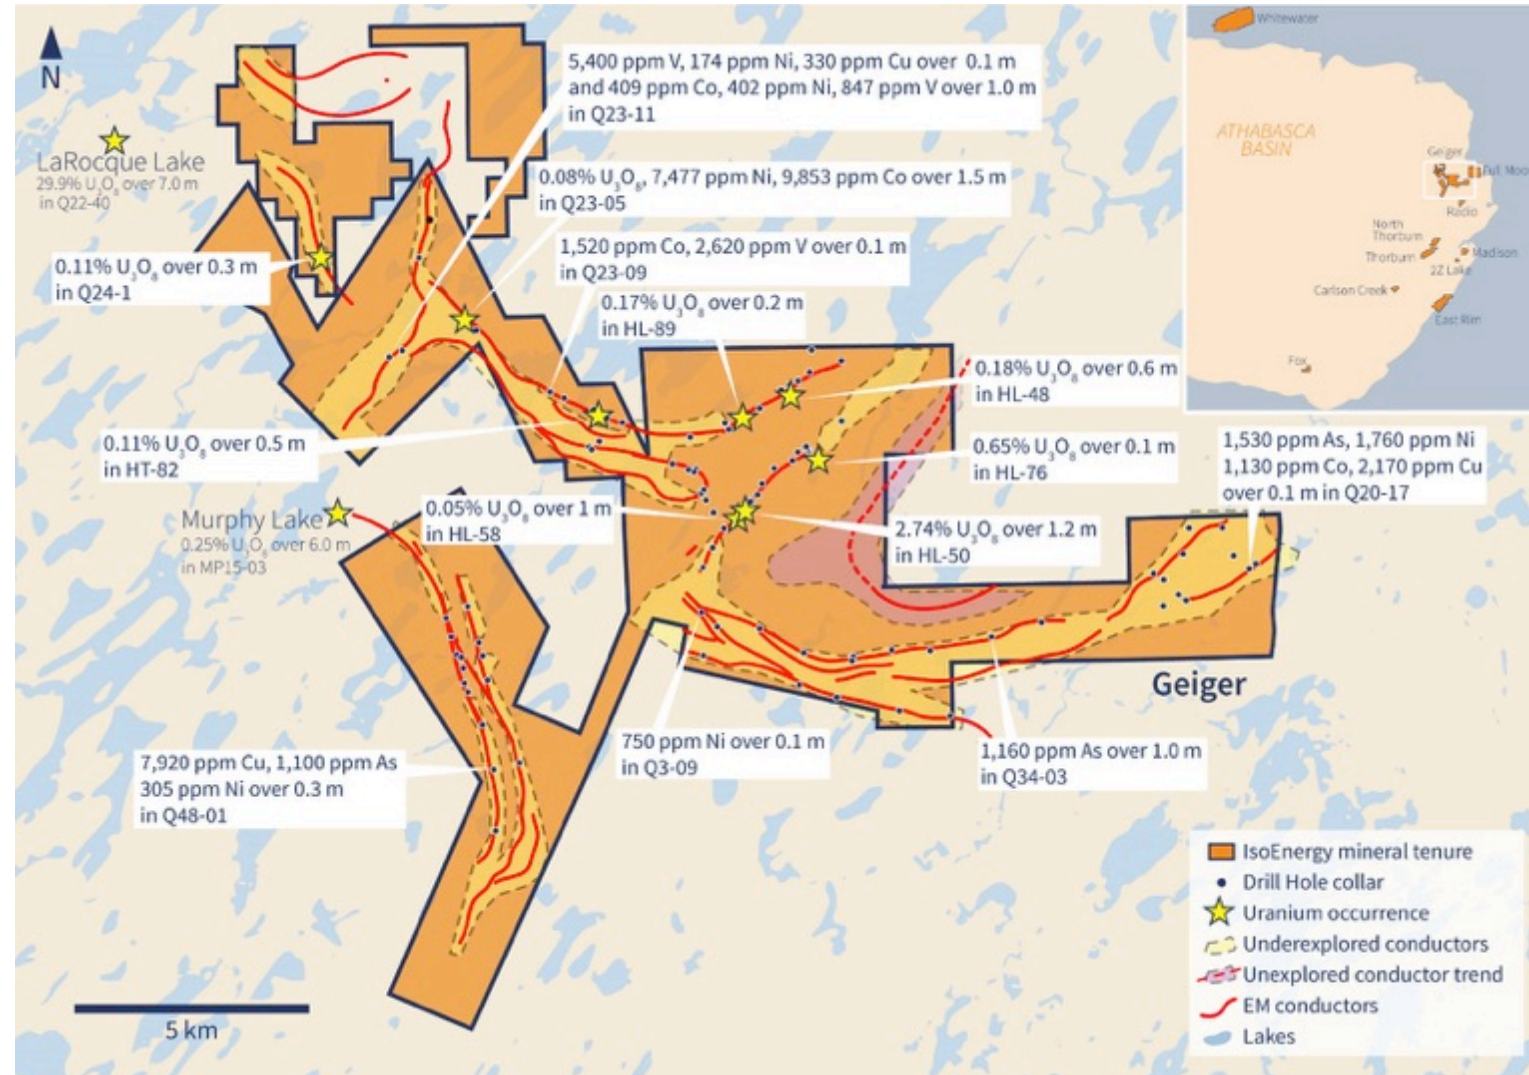 N
5,400 ppm V, 174 ppm Ni, 330 ppm Cu over 0.1 m
and 409 ppm Co, 402 ppm Ni, 847 ppm V over 1.0 m
in Q23-11
LaRocque Lake
29.9% U₃O₈ over 7.0 m
in Q22-40
0.08% U₃O₈, 7,477 ppm Ni, 9,853 ppm Co over 1.5 m
in Q23-05
1,520 ppm Co, 2,620 ppm V over 0.1 m
in Q23-09
0.11% U₃O₈ over 0.3 m
in Q24-1
0.17% U₃O₈ over 0.2 m
in HL-89
0.18% U₃O₈ over 0.6 m
in HL-48
0.11% U₃O₈ over 0.5 m
in HT-82
0.65% U₃O₈ over 0.1 m
in HL-76
1,530 ppm As, 1,760 ppm Ni
1,130 ppm Co, 2,170 ppm Cu
over 0.1 m in Q20-17
Murphy Lake
0.25% U₃O₈ over 6.0 m
in MP15-03
0.05% U₃O₈ over 1 m
in HL-58
2.74% U₃O₈ over 1.2 m
in HL-50
Geiger
750 ppm Ni over 0.1 m
in Q3-09
1,160 ppm As over 1.0 m
in Q34-03
7,920 ppm Cu, 1,100 ppm As
305 ppm Ni over 0.3 m
in Q48-01
5 km
Whitewater
ATHABASCA
BASIN
Geiger
Full Moo
Radio
North
Thorburn
Thorburn
Madison
2Z Lake
Carlson Creek
East Rim
Fox
IsoEnergy mineral tenure
Drill Hole collar
Uranium occurrence
Underexplored conductors
Unexplored conductor trend
EM conductors
Lakes